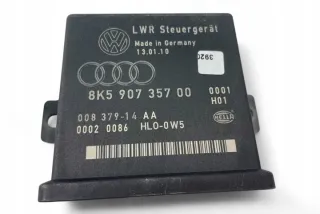 LWR Steuergerät
Made in Germany
13.01.10
8K5 907 357 00
0001
H01
008 379-14 AA
0002 0086 HLO-0W5
HELLA